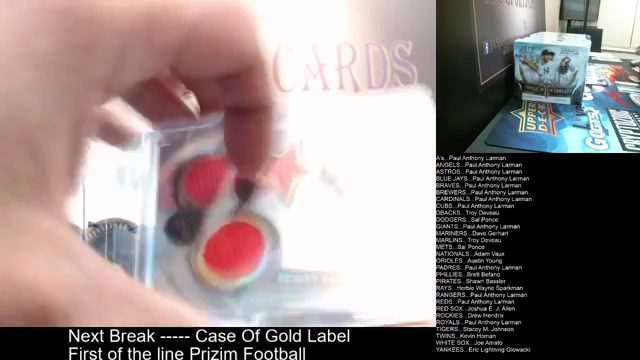 CARDS
UPPER DECK
A's...Paul Anthony Larman
ANGELS...Paul Anthony Larman
ASTROS...Paul Anthony Larman
BLUE JAYS...Paul Anthony Larman
BRAVES...Paul Anthony Larman
BREWERS...Paul Anthony Larman
CARDINALS...Paul Anthony Larman
CUBS...Paul Anthony Larman
DBACKS...Troy Deveau
DODGERS...Sal Ponce
GIANTS...Paul Anthony Larman
MARINERS...Dave Gerhart
MARLINS...Troy Deveau
METS...Sal Ponce
NATIONALS...Adam Vaux
ORIOLES...Austin Young
PADRES...Paul Anthony Larman
PHILLIES...Brett Befano
PIRATES...Shawn Bassler
RAYS...Herbie Wayne Sparkman
RANGERS...Paul Anthony Larman
REDS...Paul Anthony Larman
RED SOX...Joshua E. J. Allen
ROCKIES...Drew Hendrix
ROYALS...Paul Anthony Larman
TIGERS...Stacey M. Johnson
TWINS...Kevin Homan
WHITE SOX...Joe Amato
YANKEES...Eric Lightning Glowacki
Next Break ----- Case Of Gold Label
First of the line Prizim Football